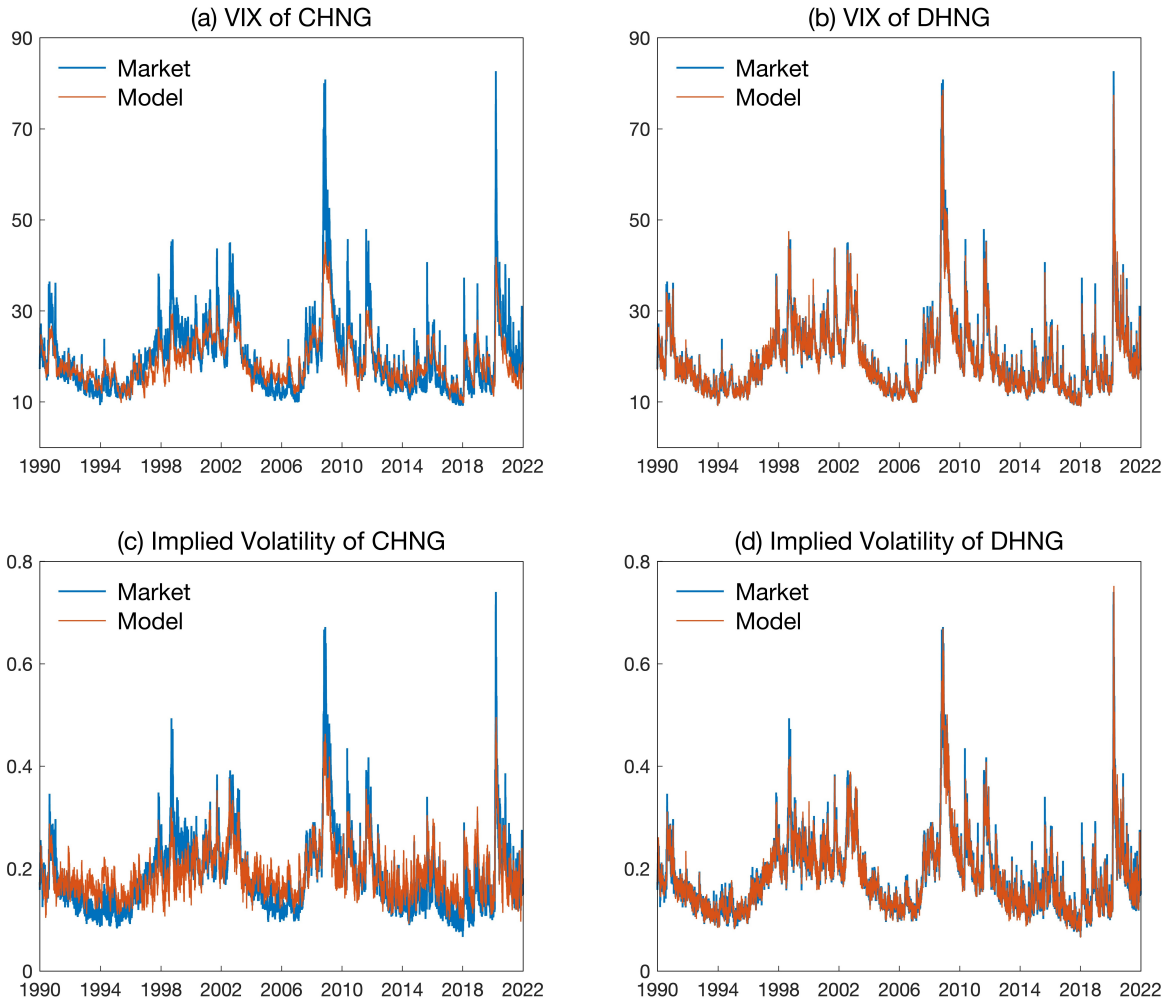 (a) VIX of CHNG
90
70
50
30
10
Market
Model
1990 1994 1998 2002 2006 2010 2014 2018 2022
(b) VIX of DHNG
90
70
50
30
10
Market
Model
1990 1994 1998 2002 2006 2010 2014 2018 2022
(c) Implied Volatility of CHNG
0.8
0.6
0.4
0.2
0
Market
Model
1990 1994 1998 2002 2006 2010 2014 2018 2022
(d) Implied Volatility of DHNG
0.8
0.6
0.4
0.2
0
Market
Model
1990 1994 1998 2002 2006 2010 2014 2018 2022